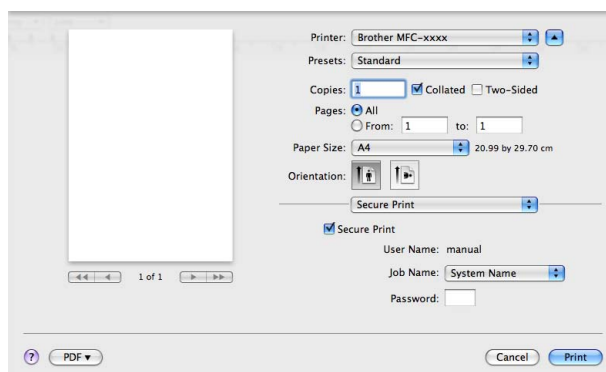 Printer: Brother MFC-xxxx
Presets: Standard
Copies: 1 Collated Two-Sided
Pages: All
From: 1 to: 1
Paper Size: A4 20.99 by 29.70 cm
Orientation:
Secure Print
Secure Print
User Name: manual
Job Name: System Name
Password:
1 of 1
? PDF Cancel Print